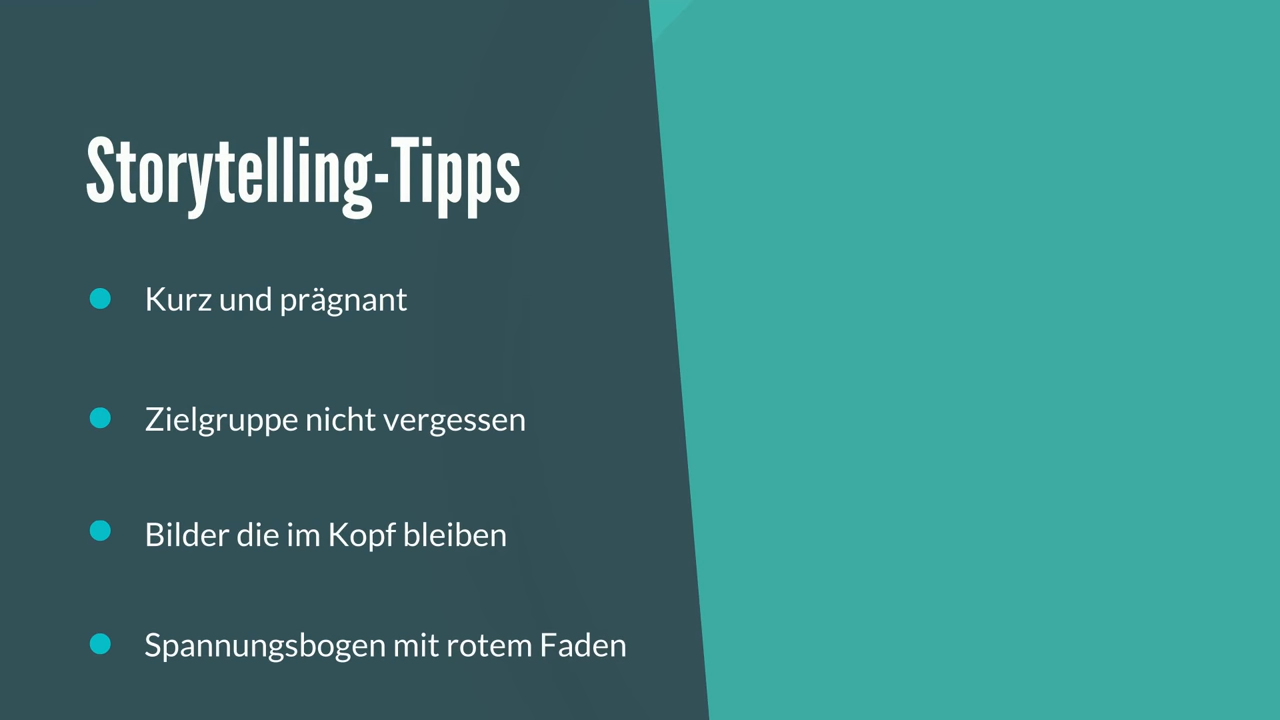 Storytelling-Tipps
Kurz und prägnant
Zielgruppe nicht vergessen
Bilder die im Kopf bleiben
Spannungsbogen mit rotem Faden